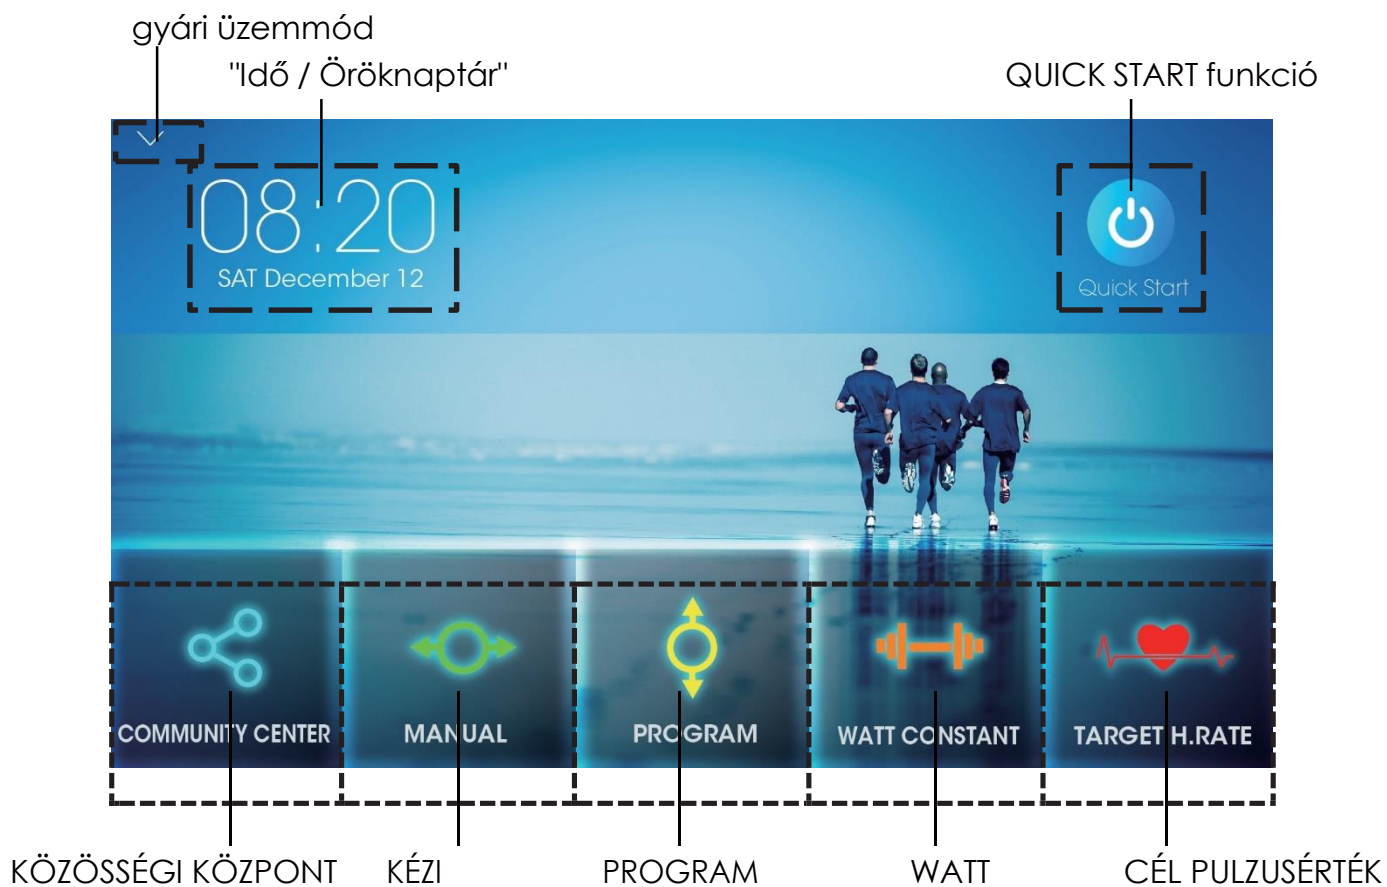 gyári üzemmód
"Idő / Öröknaptár"
QUICK START funkció
08:20
SAT December 12
Quick Start
COMMUNITY CENTER
MANUAL
PROGRAM
WATT CONSTANT
TARGET H.RATE
KÖZÖSSÉGI KÖZPONT
KÉZI
PROGRAM
WATT
CÉL PULZUSÉRTÉK